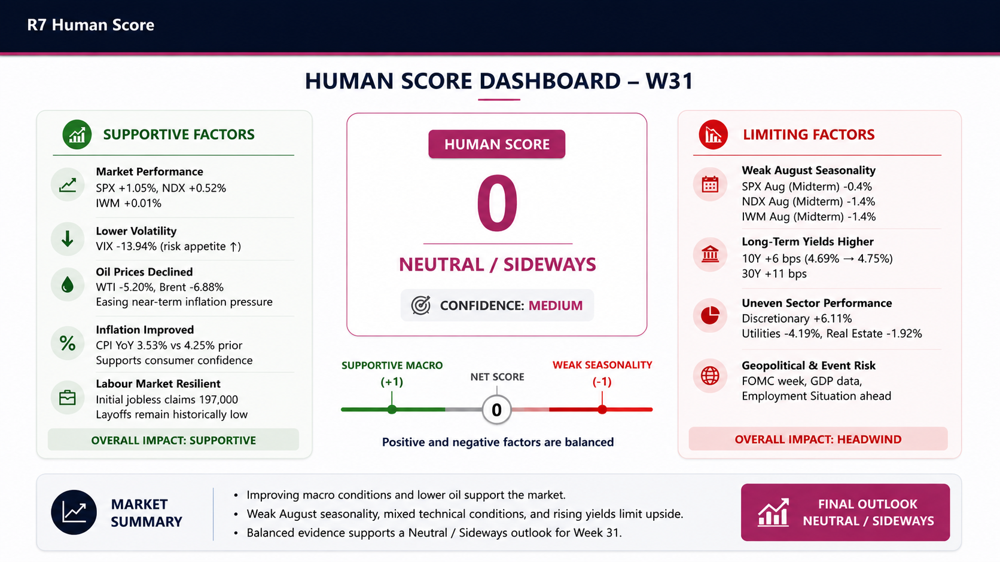 R7 Human Score
HUMAN SCORE DASHBOARD – W31
SUPPORTIVE FACTORS
Market Performance
SPX +1.05%, NDX +0.52%
IWM +0.01%
Lower Volatility
VIX -13.94% (risk appetite ↑)
Oil Prices Declined
WTI -5.20%, Brent -6.88%
Easing near-term inflation pressure
%
Inflation Improved
CPI YoY 3.53% vs 4.25% prior
Supports consumer confidence
Labour Market Resilient
Initial jobless claims 197,000
Layoffs remain historically low
OVERALL IMPACT: SUPPORTIVE
HUMAN SCORE
0
NEUTRAL / SIDEWAYS
CONFIDENCE: MEDIUM
SUPPORTIVE MACRO
(+1)
NET SCORE
0
WEAK SEASONALITY
(-1)
Positive and negative factors are balanced
LIMITING FACTORS
Weak August Seasonality
SPX Aug (Midterm) -0.4%
NDX Aug (Midterm) -1.4%
IWM Aug (Midterm) -1.4%
Long-Term Yields Higher
10Y +6 bps (4.69% → 4.75%)
30Y +11 bps
Uneven Sector Performance
Discretionary +6.11%
Utilities -4.19%, Real Estate -1.92%
Geopolitical & Event Risk
FOMC week, GDP data,
Employment Situation ahead
OVERALL IMPACT: HEADWIND
MARKET
SUMMARY
• Improving macro conditions and lower oil support the market.
• Weak August seasonality, mixed technical conditions, and rising yields limit upside.
• Balanced evidence supports a Neutral / Sideways outlook for Week 31.
FINAL OUTLOOK
NEUTRAL / SIDEWAYS